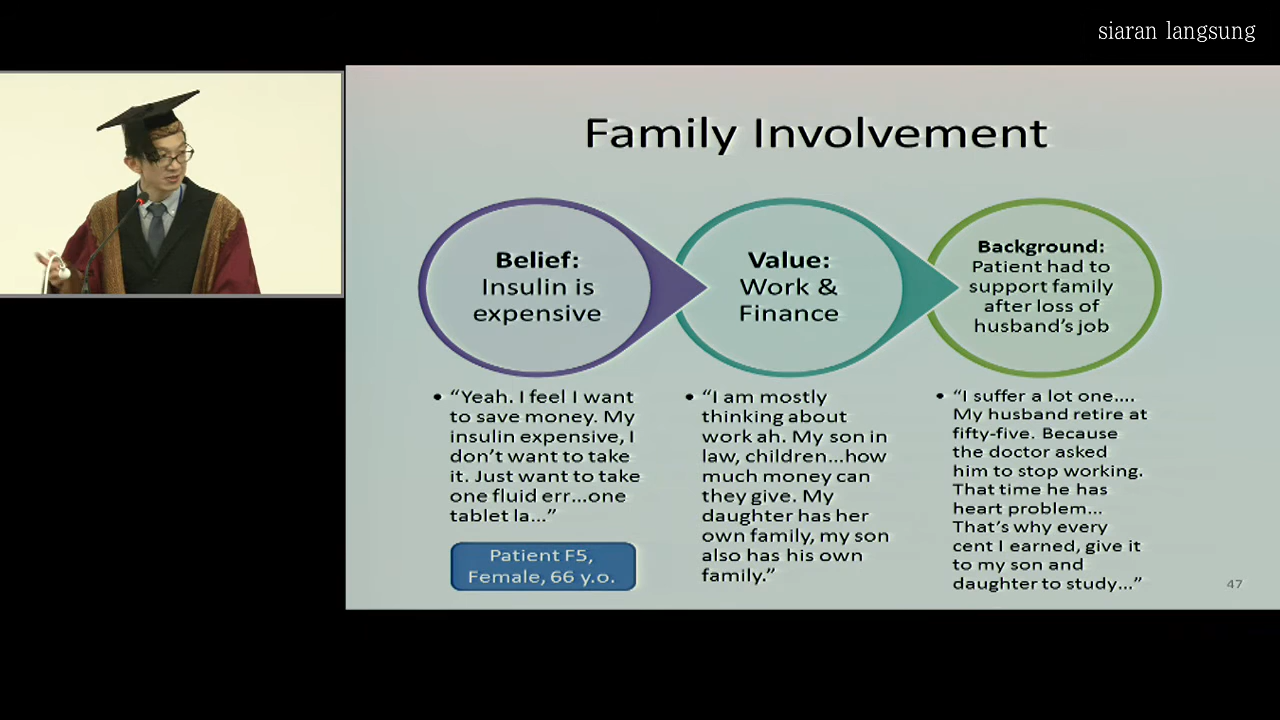 siaran langsung
Family Involvement
Belief:
Insulin is
expensive
Value:
Work &
Finance
Background:
Patient had to
support family
after loss of
husband's job
• “Yeah. I feel I want
to save money. My
insulin expensive, I
don’t want to take
it. Just want to take
one fluid err...one
tablet la...”
Patient F5,
Female, 66 y.o.
• “I am mostly
thinking about
work ah. My son in
law, children...how
much money can
they give. My
daughter has her
own family, my son
also has his own
family.”
• “I suffer a lot one....
My husband retire at
fifty-five. Because
the doctor asked
him to stop working.
That time he has
heart problem...
That’s why every
cent I earned, give it
to my son and
daughter to study...”
47